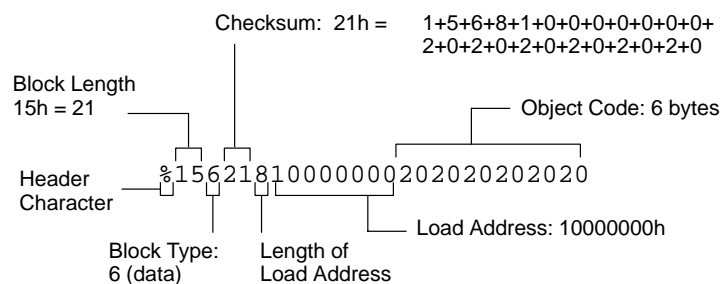 Checksum: 21h = 1+5+6+8+1+0+0+0+0+0+0+0+
2+0+2+0+2+0+2+0+2+0+2+0
Block Length
15h = 21
Object Code: 6 bytes
%15621810000000202020202020
Header
Character
Load Address: 10000000h
Block Type:
6 (data)
Length of
Load Address